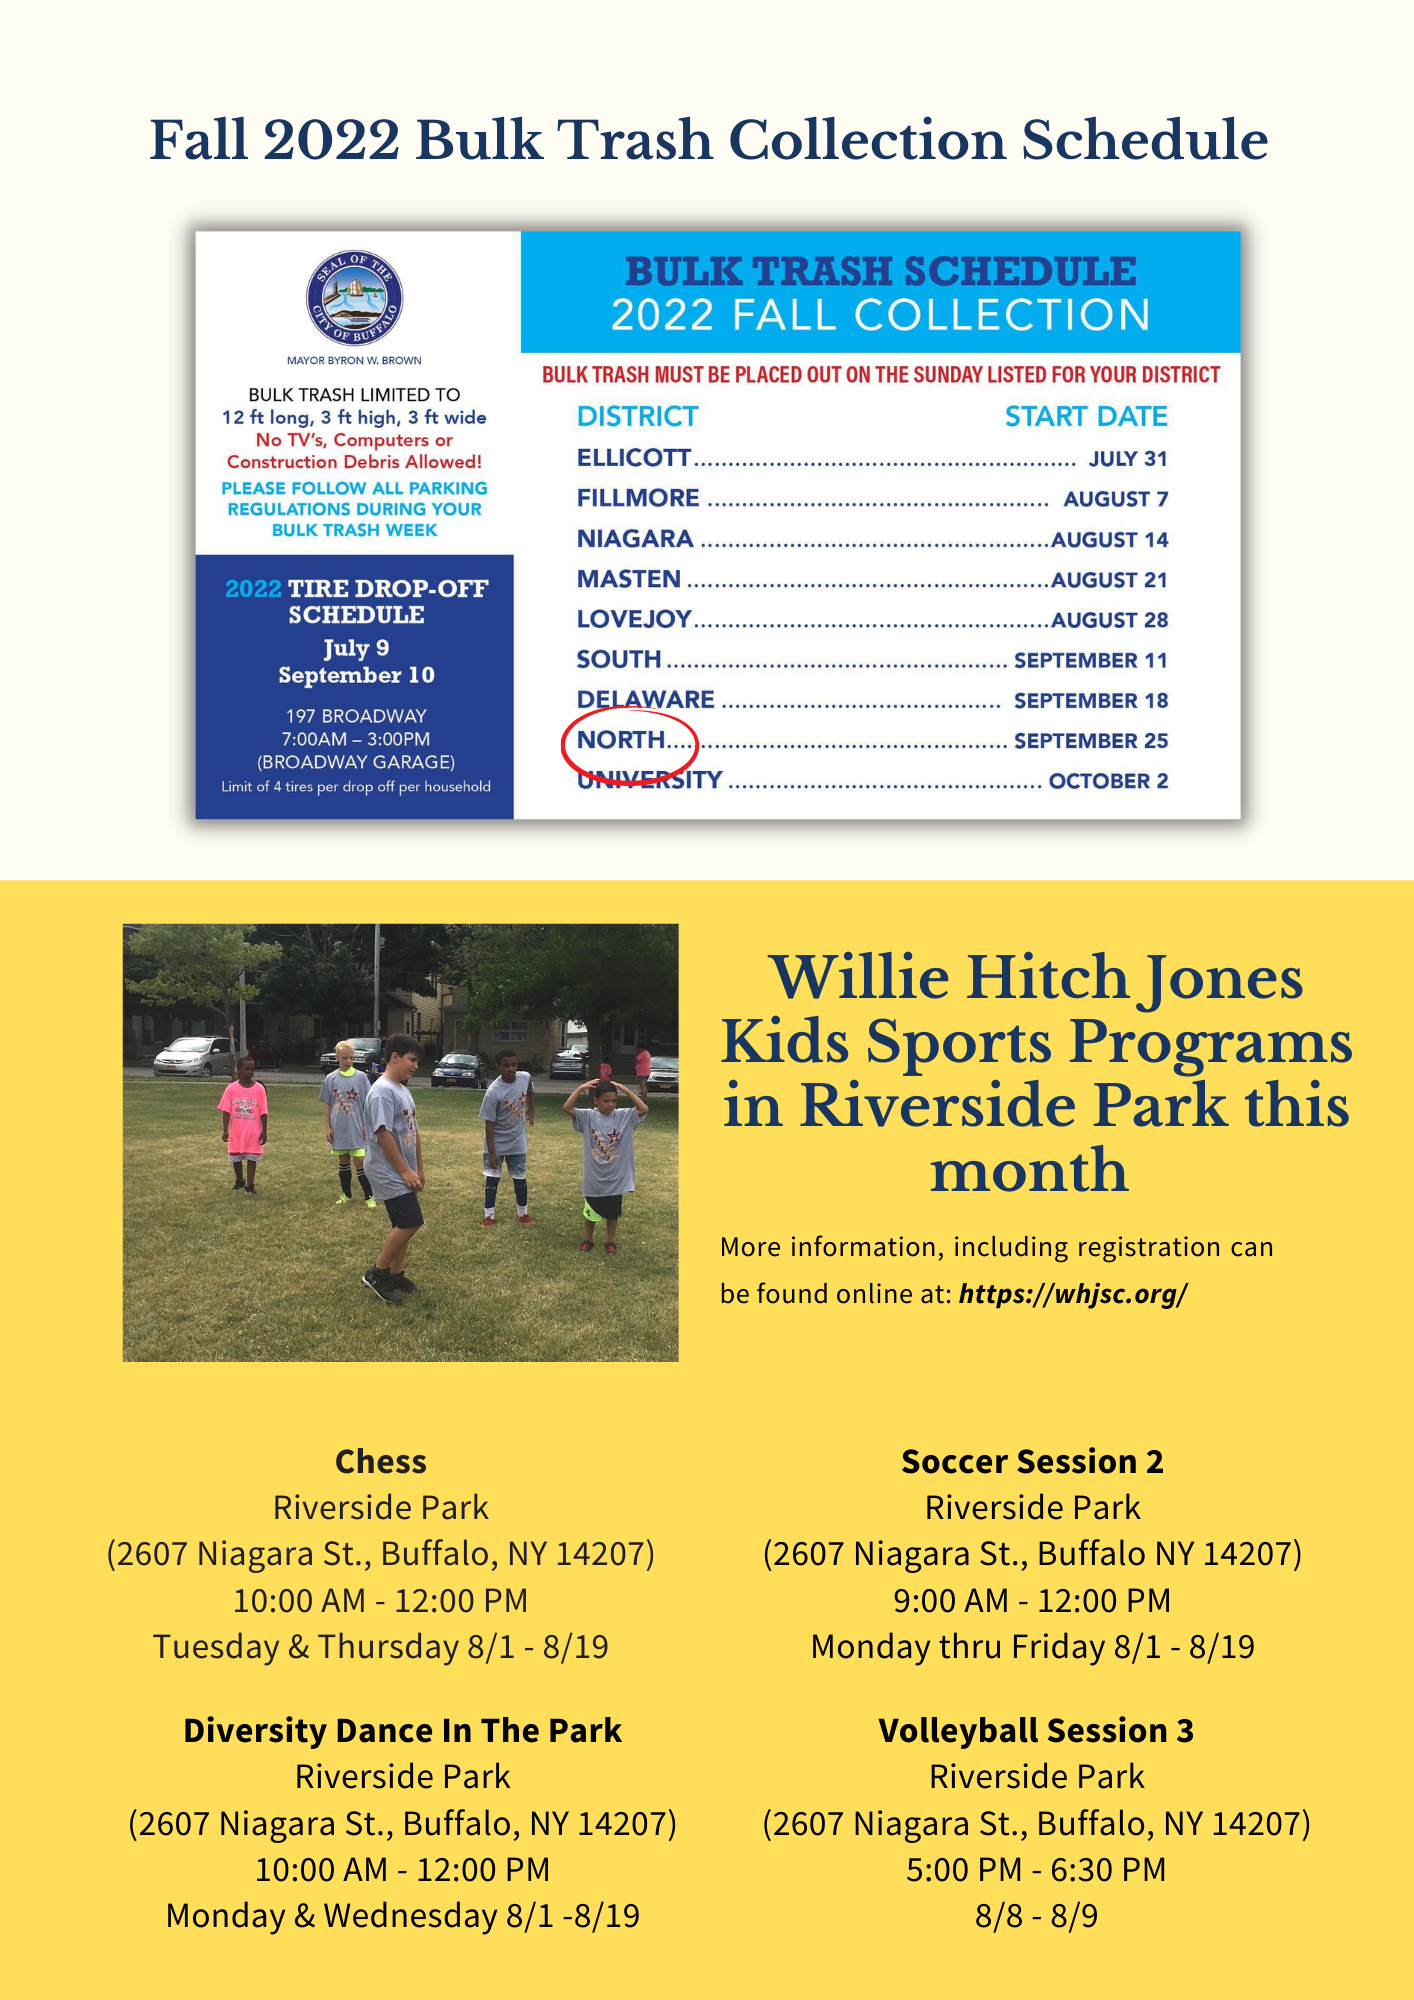 Fall 2022 Bulk Trash Collection Schedule
SEAL OF THE
CITY OF BUFFALO
MAYOR BYRON W. BROWN
BULK TRASH LIMITED TO
12 ft long, 3 ft high, 3 ft wide
No TV's, Computers or
Construction Debris Allowed!
PLEASE FOLLOW ALL PARKING
REGULATIONS DURING YOUR
BULK TRASH WEEK
2022 TIRE DROP-OFF
SCHEDULE
July 9
September 10
197 BROADWAY
7:00AM – 3:00PM
(BROADWAY GARAGE)
Limit of 4 tires per drop off per household
BULK TRASH SCHEDULE
2022 FALL COLLECTION
BULK TRASH MUST BE PLACED OUT ON THE SUNDAY LISTED FOR YOUR DISTRICT
DISTRICT START DATE
ELLICOTT........................................................ JULY 31
FILLMORE .................................................. AUGUST 7
NIAGARA ...................................................AUGUST 14
MASTEN .....................................................AUGUST 21
LOVEJOY....................................................AUGUST 28
SOUTH .................................................. SEPTEMBER 11
DELAWARE ......................................... SEPTEMBER 18
NORTH.................................................. SEPTEMBER 25
UNIVERSITY .............................................. OCTOBER 2
Willie Hitch Jones
Kids Sports Programs
in Riverside Park this
month
More information, including registration can
be found online at: https://whjsc.org/
Chess
Riverside Park
(2607 Niagara St., Buffalo, NY 14207)
10:00 AM - 12:00 PM
Tuesday & Thursday 8/1 - 8/19
Soccer Session 2
Riverside Park
(2607 Niagara St., Buffalo NY 14207)
9:00 AM - 12:00 PM
Monday thru Friday 8/1 - 8/19
Diversity Dance In The Park
Riverside Park
(2607 Niagara St., Buffalo, NY 14207)
10:00 AM - 12:00 PM
Monday & Wednesday 8/1 -8/19
Volleyball Session 3
Riverside Park
(2607 Niagara St., Buffalo, NY 14207)
5:00 PM - 6:30 PM
8/8 - 8/9